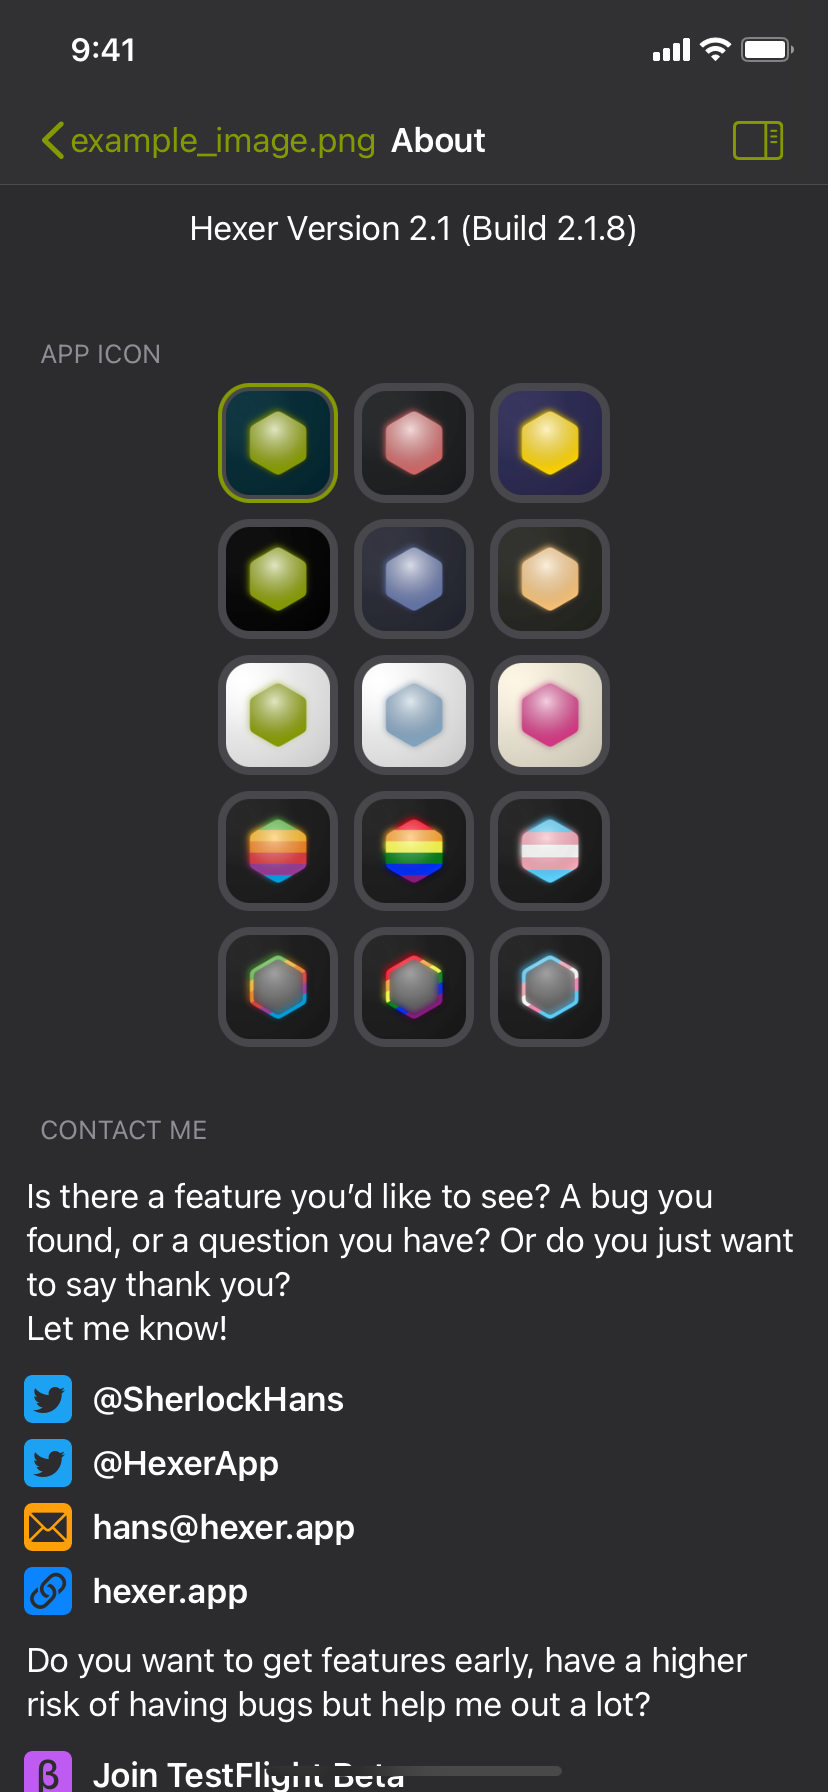 9:41
example_image.png About
Hexer Version 2.1 (Build 2.1.8)
APP ICON
CONTACT ME
Is there a feature you’d like to see? A bug you
found, or a question you have? Or do you just want
to say thank you?
Let me know!
@SherlockHans
@HexerApp
hans@hexer.app
hexer.app
Do you want to get features early, have a higher
risk of having bugs but help me out a lot?
β Join TestFlight Beta